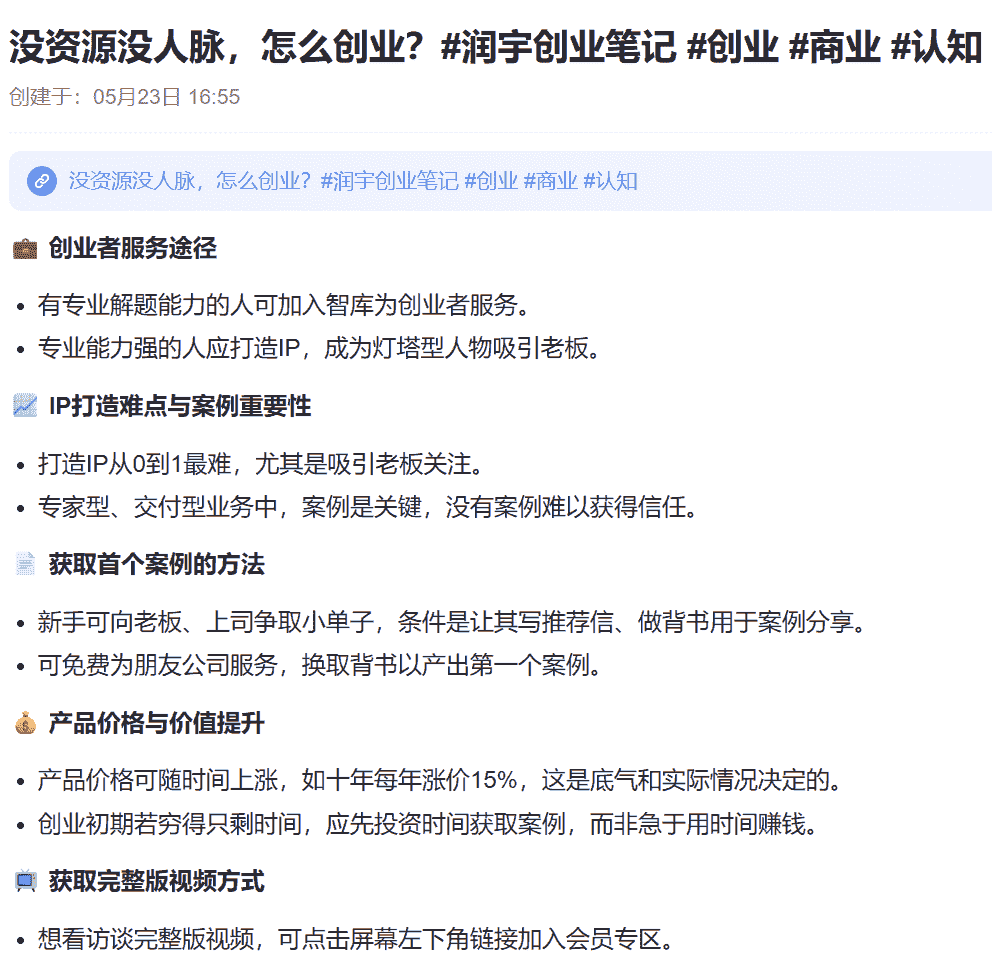 没资源没人脉，怎么创业？#润宇创业笔记 #创业 #商业 #认知
创建于：05月23日 16:55
没资源没人脉，怎么创业？#润宇创业笔记 #创业 #商业 #认知
创业者服务途径
有专业解题能力的人可加入智库为创业者服务。
专业能力强的人应打造IP，成为灯塔型人物吸引老板。
IP打造难点与案例重要性
打造IP从0到1最难，尤其是吸引老板关注。
专家型、交付型业务中，案例是关键，没有案例难以获得信任。
获取首个案例的方法
新手可向老板、上司争取小单子，条件是让其写推荐信、做背书用于案例分享。
可免费为朋友公司服务，换取背书以产出第一个案例。
产品价格与价值提升
产品价格可随时间上涨，如十年每年涨价15%，这是底气和实际情况决定的。
创业初期若穷得只剩时间，应先投资时间获取案例，而非急于用时间赚钱。
获取完整版视频方式
想看访谈完整版视频，可点击屏幕左下角链接加入会员专区。